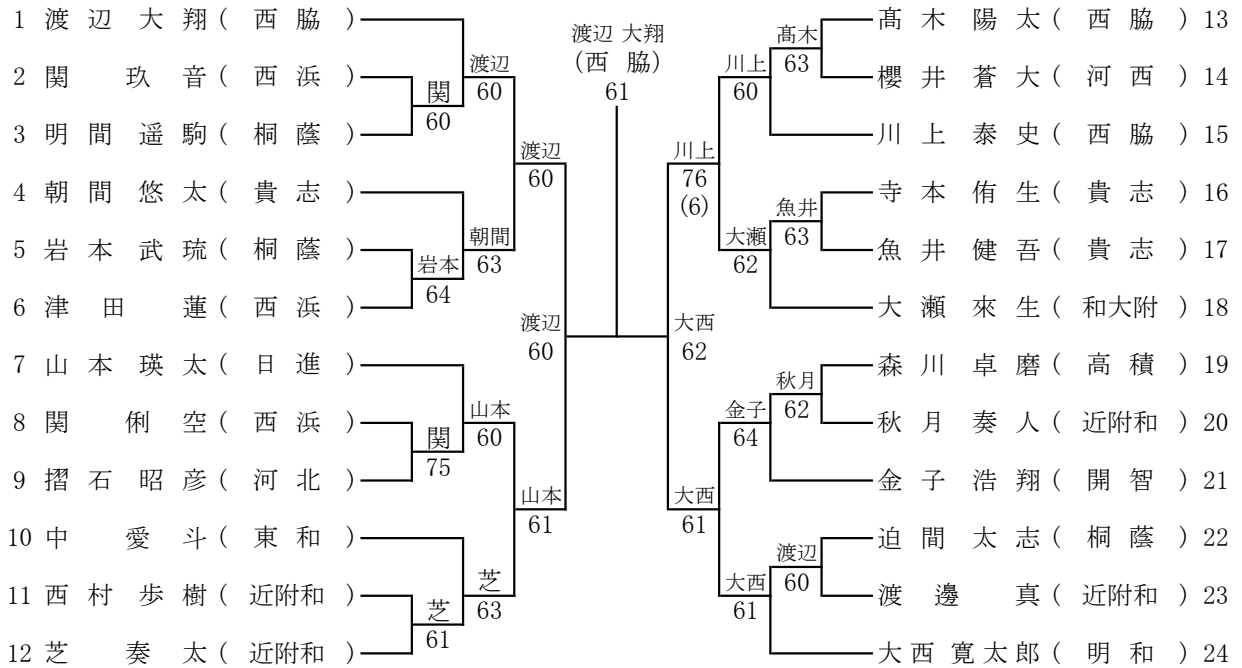 1 渡辺大翔(西脇)
2 関玖音(西浜)
3 明間遥駒(桐蔭)
4 朝間悠太(貴志)
5 岩本武琉(桐蔭)
6 津田蓮(西浜)
7 山本瑛太(日進)
8 関俐空(西浜)
9 摺石昭彦(河北)
10 中愛斗(東和)
11 西村歩樹(近附和)
12 芝奏太(近附和)
関
60
岩本
64
関
75
芝
61
渡辺
60
朝間
63
山本
60
芝
63
渡辺
60
山本
61
渡辺
60
渡辺 大翔
(西 脇)
61
大西
62
川上
76
(6)
大西
61
川上
60
大瀬
62
金子
64
大西
61
髙木
63
魚井
63
秋月
62
渡辺
60
髙木陽太(西脇)13
櫻井蒼大(河西)14
川上泰史(西脇)15
寺本侑生(貴志)16
魚井健吾(貴志)17
大瀬來生(和大附)18
森川卓磨(高積)19
秋月奏人(近附和)20
金子浩翔(開智)21
迫間太志(桐蔭)22
渡邊真(近附和)23
大西寛太郎(明和)24